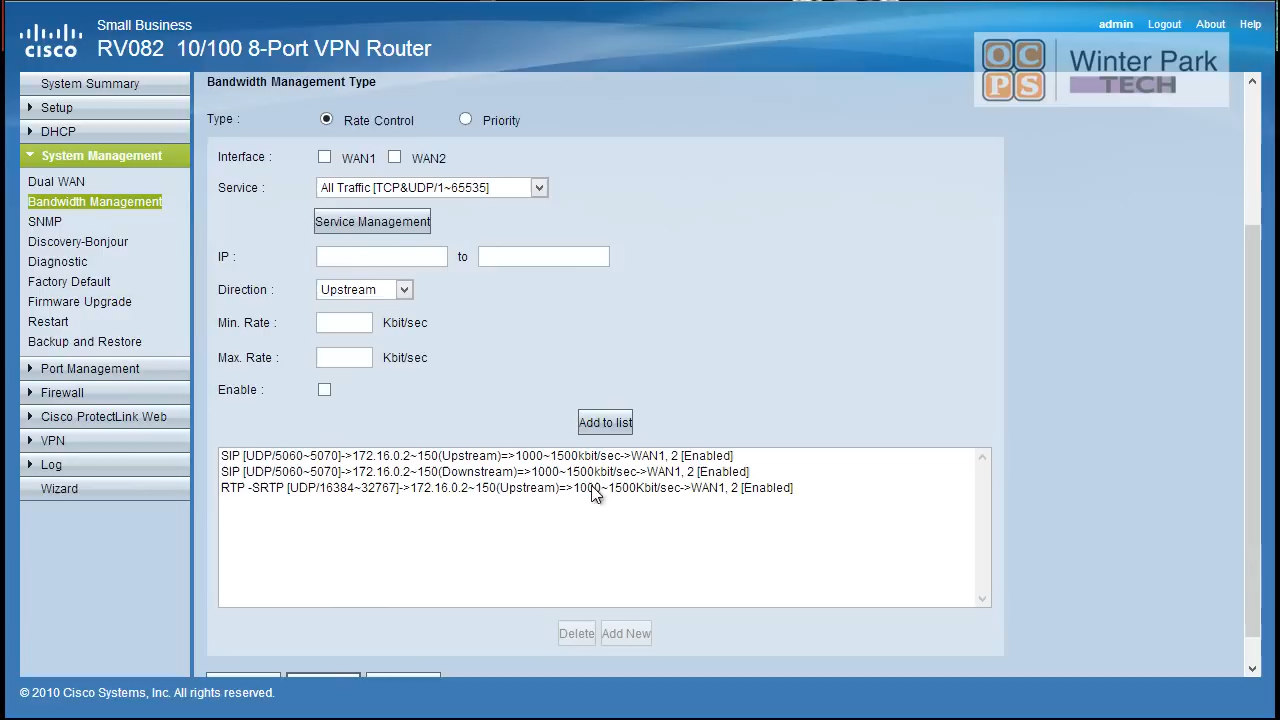 Small Business
CISCO
RV082 10/100 8-Port VPN Router
admin Logout About Help
OCPS
Winter Park
TECH
System Summary
Setup
DHCP
System Management
Dual WAN
Bandwidth Management
SNMP
Discovery-Bonjour
Diagnostic
Factory Default
Firmware Upgrade
Restart
Backup and Restore
Port Management
Firewall
Cisco ProtectLink Web
VPN
Log
Wizard
Bandwidth Management Type
Type : Rate Control Priority
Interface : WAN1 WAN2
Service : All Traffic [TCP&UDP/1~65535]
Service Management
IP : to
Direction : Upstream
Min. Rate : Kbit/sec
Max. Rate : Kbit/sec
Enable :
Add to list
SIP [UDP/5060~5070]->172.16.0.2~150(Upstream)=>1000~1500kbit/sec->WAN1, 2 [Enabled]
SIP [UDP/5060~5070]->172.16.0.2~150(Downstream)=>1000~1500kbit/sec->WAN1, 2 [Enabled]
RTP -SRTP [UDP/16384~32767]->172.16.0.2~150(Upstream)=>1000~1500Kbit/sec->WAN1, 2 [Enabled]
Delete Add New
© 2010 Cisco Systems, Inc. All rights reserved.